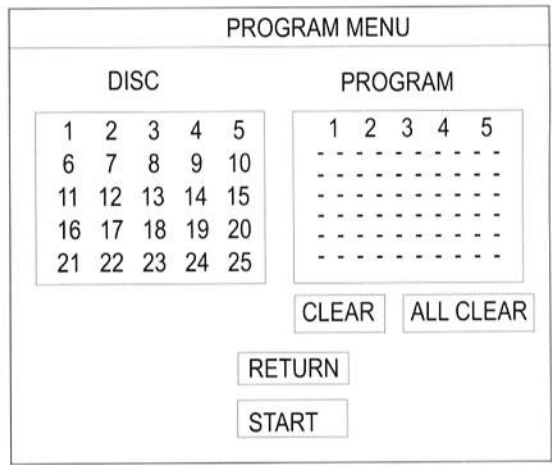 PROGRAM MENU
DISC
1 2 3 4 5
6 7 8 9 10
11 12 13 14 15
16 17 18 19 20
21 22 23 24 25
PROGRAM
1 2 3 4 5
- - - - - - - - - -
- - - - - - - - - -
- - - - - - - - - -
- - - - - - - - - -
- - - - - - - - - -
- - - - - - - - - -
CLEAR ALL CLEAR
RETURN
START